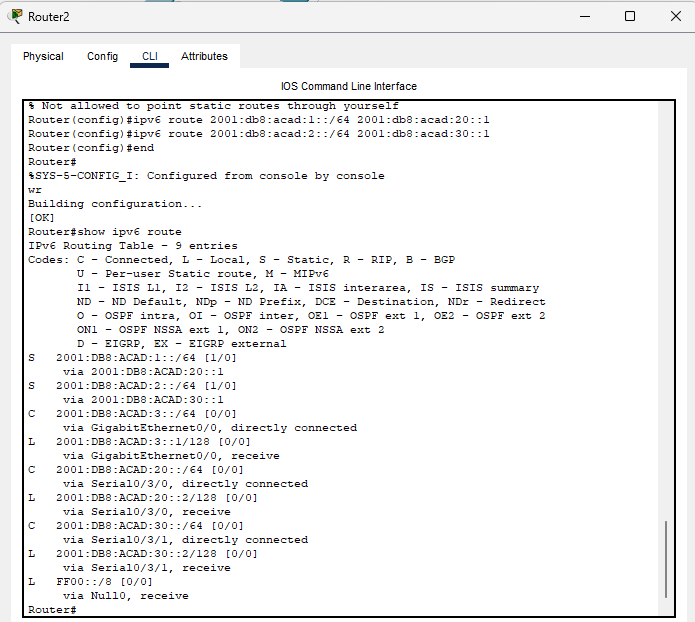 Router2
Physical Config CLI Attributes
IOS Command Line Interface
% Not allowed to point static routes through yourself
Router(config)#ipv6 route 2001:db8:acad:1::/64 2001:db8:acad:20::1
Router(config)#ipv6 route 2001:db8:acad:2::/64 2001:db8:acad:30::1
Router(config)#end
Router#
%SYS-5-CONFIG_I: Configured from console by console
wr
Building configuration...
[OK]
Router#show ipv6 route
IPv6 Routing Table - 9 entries
Codes: C - Connected, L - Local, S - Static, R - RIP, B - BGP
       U - Per-user Static route, M - MIPv6
       I1 - ISIS L1, I2 - ISIS L2, IA - ISIS interarea, IS - ISIS summary
       ND - ND Default, NDp - ND Prefix, DCE - Destination, NDr - Redirect
       O - OSPF intra, OI - OSPF inter, OE1 - OSPF ext 1, OE2 - OSPF ext 2
       ON1 - OSPF NSSA ext 1, ON2 - OSPF NSSA ext 2
       D - EIGRP, EX - EIGRP external
S   2001:DB8:ACAD:1::/64 [1/0]
     via 2001:DB8:ACAD:20::1
S   2001:DB8:ACAD:2::/64 [1/0]
     via 2001:DB8:ACAD:30::1
C   2001:DB8:ACAD:3::/64 [0/0]
     via GigabitEthernet0/0, directly connected
L   2001:DB8:ACAD:3::1/128 [0/0]
     via GigabitEthernet0/0, receive
C   2001:DB8:ACAD:20::/64 [0/0]
     via Serial0/3/0, directly connected
L   2001:DB8:ACAD:20::2/128 [0/0]
     via Serial0/3/0, receive
C   2001:DB8:ACAD:30::/64 [0/0]
     via Serial0/3/1, directly connected
L   2001:DB8:ACAD:30::2/128 [0/0]
     via Serial0/3/1, receive
L   FF00::/8 [0/0]
     via Null0, receive
Router#